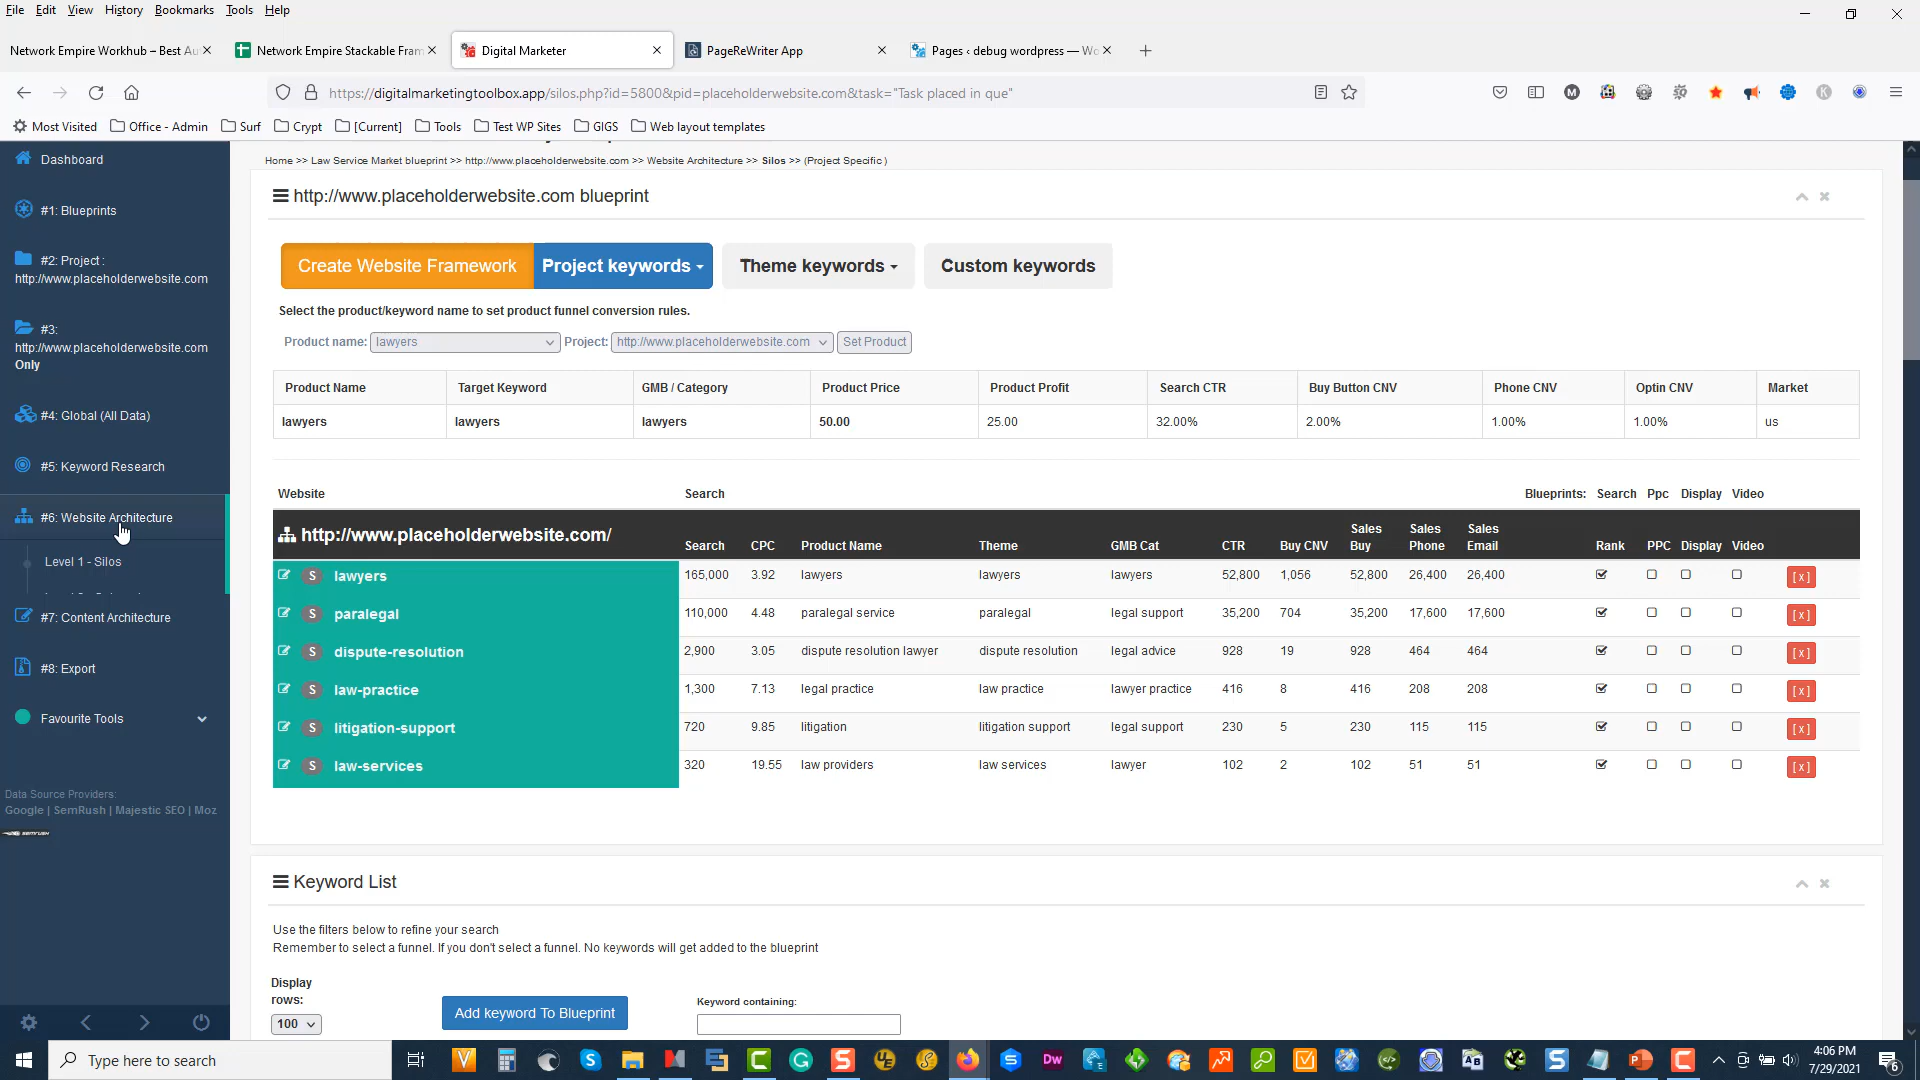 File Edit View History Bookmarks Tools Help
Network Empire Workhub – Best Au
Network Empire Stackable Fram
Digital Marketer
PageReWriter App
Pages ‹ debug wordpress — Wo
https://digitalmarketingtoolbox.app/silos.php?id=5800&pid=placeholderwebsite.com&task="Task placed in que"
Most Visited Office - Admin Surf Crypt [Current] Tools Test WP Sites GIGS Web layout templates
Dashboard
#1: Blueprints
#2: Project :
http://www.placeholderwebsite.com
#3:
http://www.placeholderwebsite.com
Only
#4: Global (All Data)
#5: Keyword Research
#6: Website Architecture
Level 1 - Silos
#7: Content Architecture
#8: Export
Favourite Tools
Data Source Providers:
Google | SemRush | Majestic SEO | Moz
SEMRUSH
Home >> Law Service Market blueprint >> http://www.placeholderwebsite.com >> Website Architecture >> Silos >> (Project Specific )
http://www.placeholderwebsite.com blueprint
Create Website Framework Project keywords Theme keywords Custom keywords
Select the product/keyword name to set product funnel conversion rules.
Product name: lawyers Project: http://www.placeholderwebsite.com Set Product
Product Name Target Keyword GMB / Category Product Price Product Profit Search CTR Buy Button CNV Phone CNV Optin CNV Market
lawyers lawyers lawyers 50.00 25.00 32.00% 2.00% 1.00% 1.00% us
Website Search Blueprints: Search Ppc Display Video
http://www.placeholderwebsite.com/ Search CPC Product Name Theme GMB Cat CTR Buy CNV Sales Buy Sales Phone Sales Email Rank PPC Display Video
S lawyers 165,000 3.92 lawyers lawyers lawyers 52,800 1,056 52,800 26,400 26,400 [ x ]
S paralegal 110,000 4.48 paralegal service paralegal legal support 35,200 704 35,200 17,600 17,600 [ x ]
S dispute-resolution 2,900 3.05 dispute resolution lawyer dispute resolution legal advice 928 19 928 464 464 [ x ]
S law-practice 1,300 7.13 legal practice law practice lawyer practice 416 8 416 208 208 [ x ]
S litigation-support 720 9.85 litigation litigation support legal support 230 5 230 115 115 [ x ]
S law-services 320 19.55 law providers law services lawyer 102 2 102 51 51 [ x ]
Keyword List
Use the filters below to refine your search
Remember to select a funnel. If you don't select a funnel. No keywords will get added to the blueprint
Display
rows:
100
Add keyword To Blueprint
Keyword containing:
Type here to search
4:06 PM
7/29/2021
6